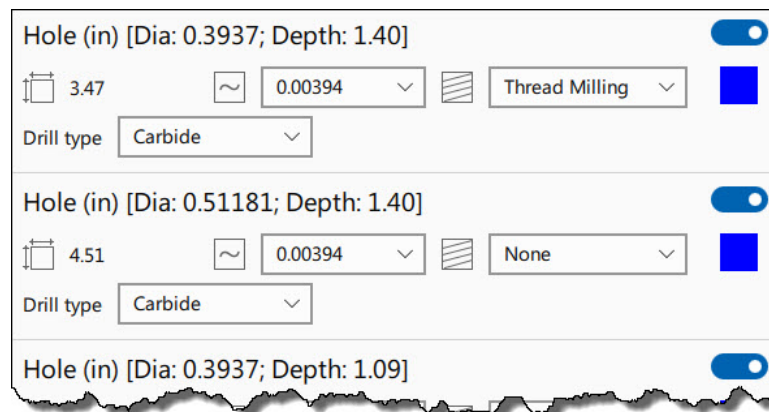 Hole (in) [Dia: 0.3937; Depth: 1.40]
3.47 0.00394 Thread Milling
Drill type Carbide
Hole (in) [Dia: 0.51181; Depth: 1.40]
4.51 0.00394 None
Drill type Carbide
Hole (in) [Dia: 0.3937; Depth: 1.09]